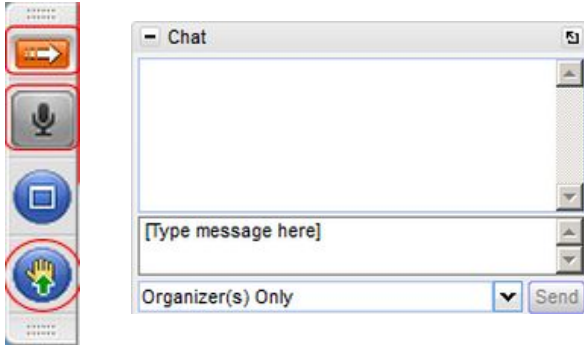 Chat
[Type message here]
Organizer(s) Only
Send